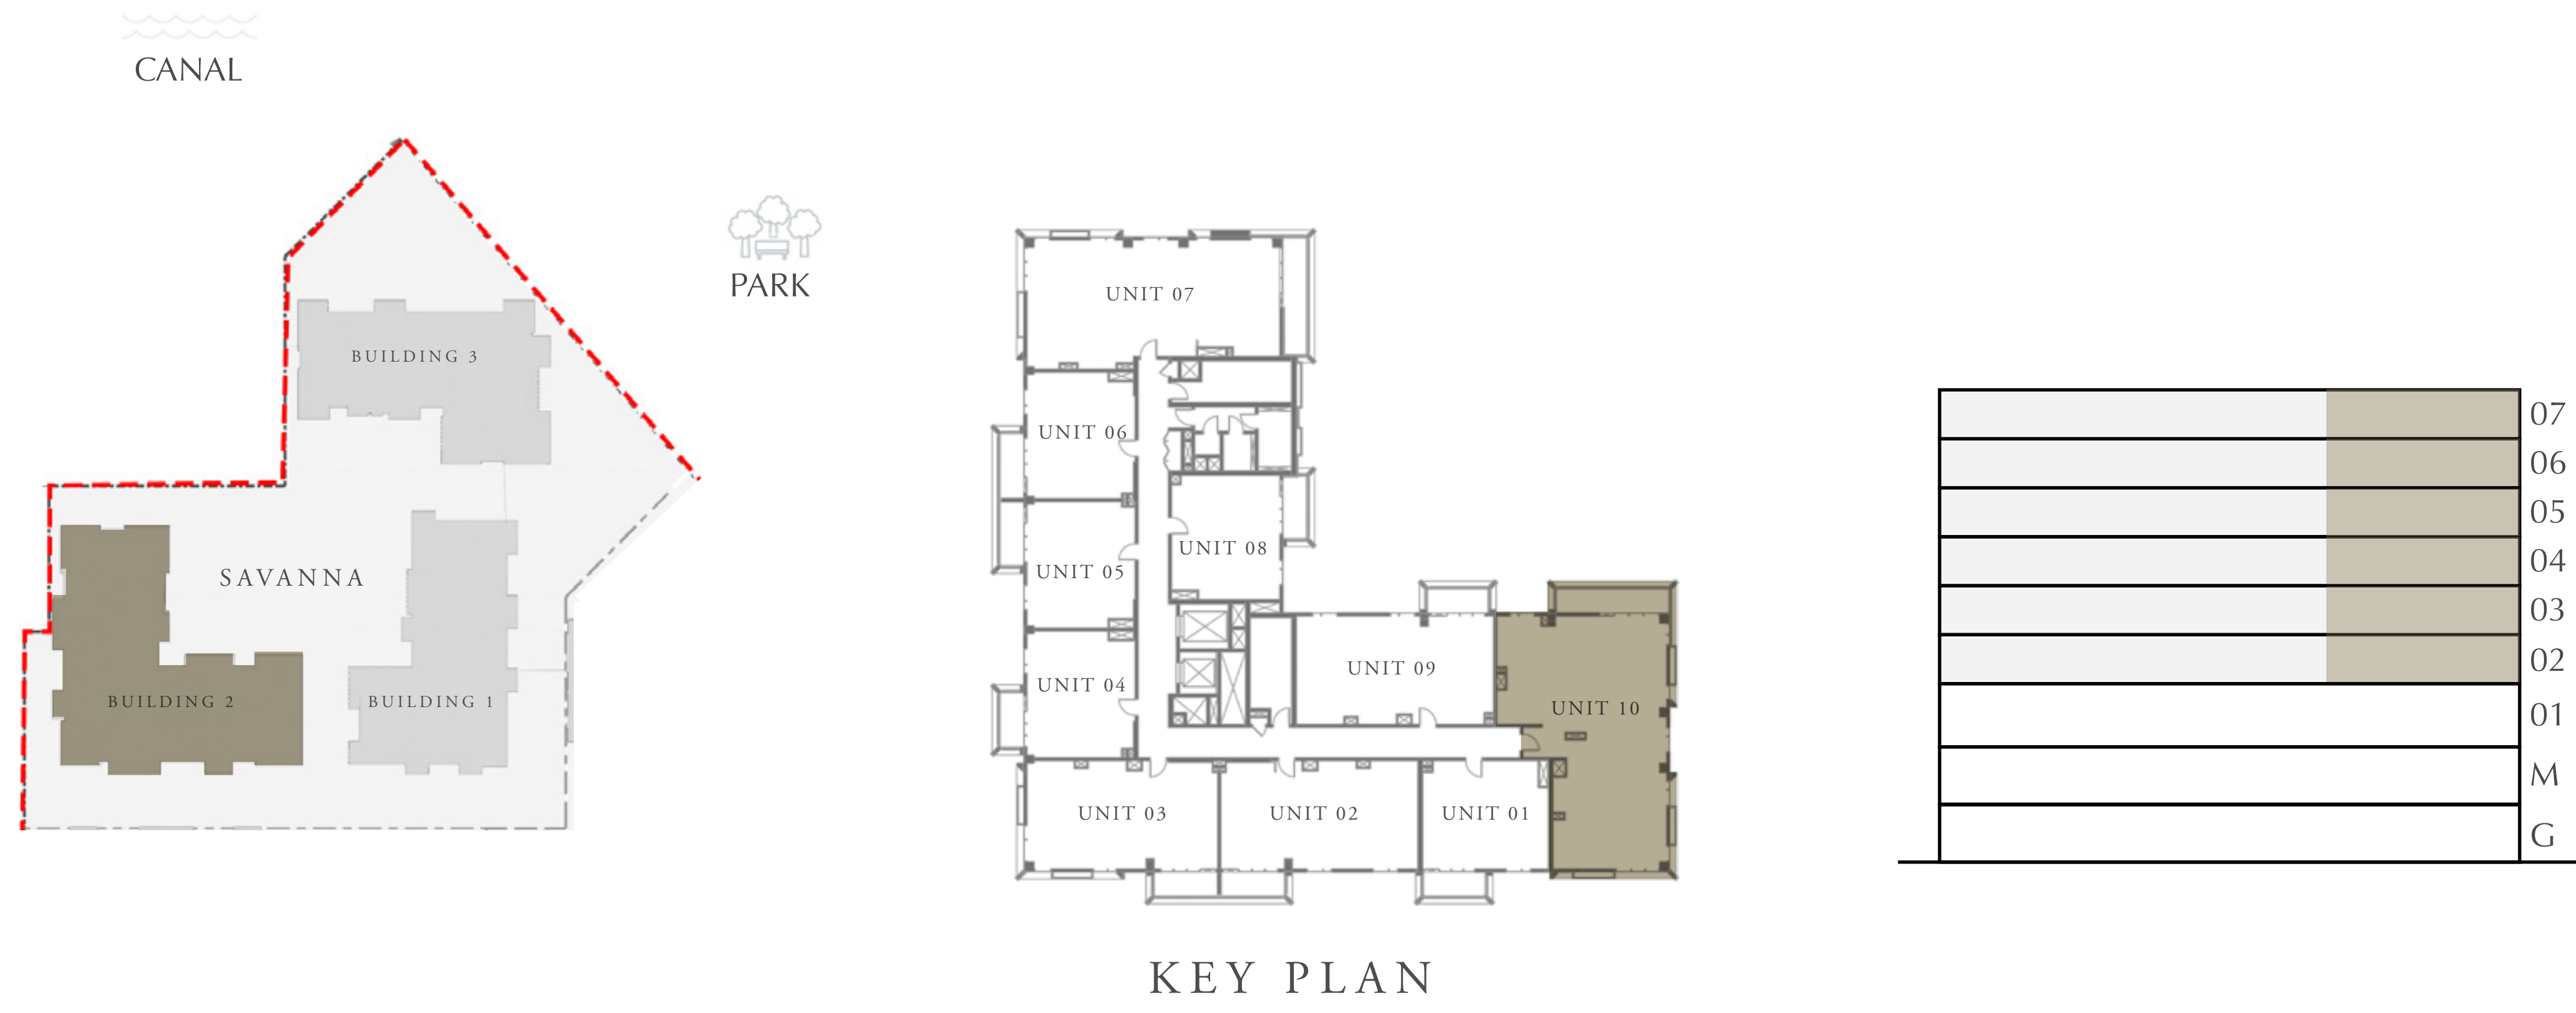 CANAL
PARK
BUILDING 3
SAVANNA
BUILDING 2
BUILDING 1
UNIT 07
UNIT 06
UNIT 05
UNIT 08
UNIT 04
UNIT 09
UNIT 10
UNIT 03
UNIT 02
UNIT 01
KEY PLAN
07
06
05
04
03
02
01
M
G